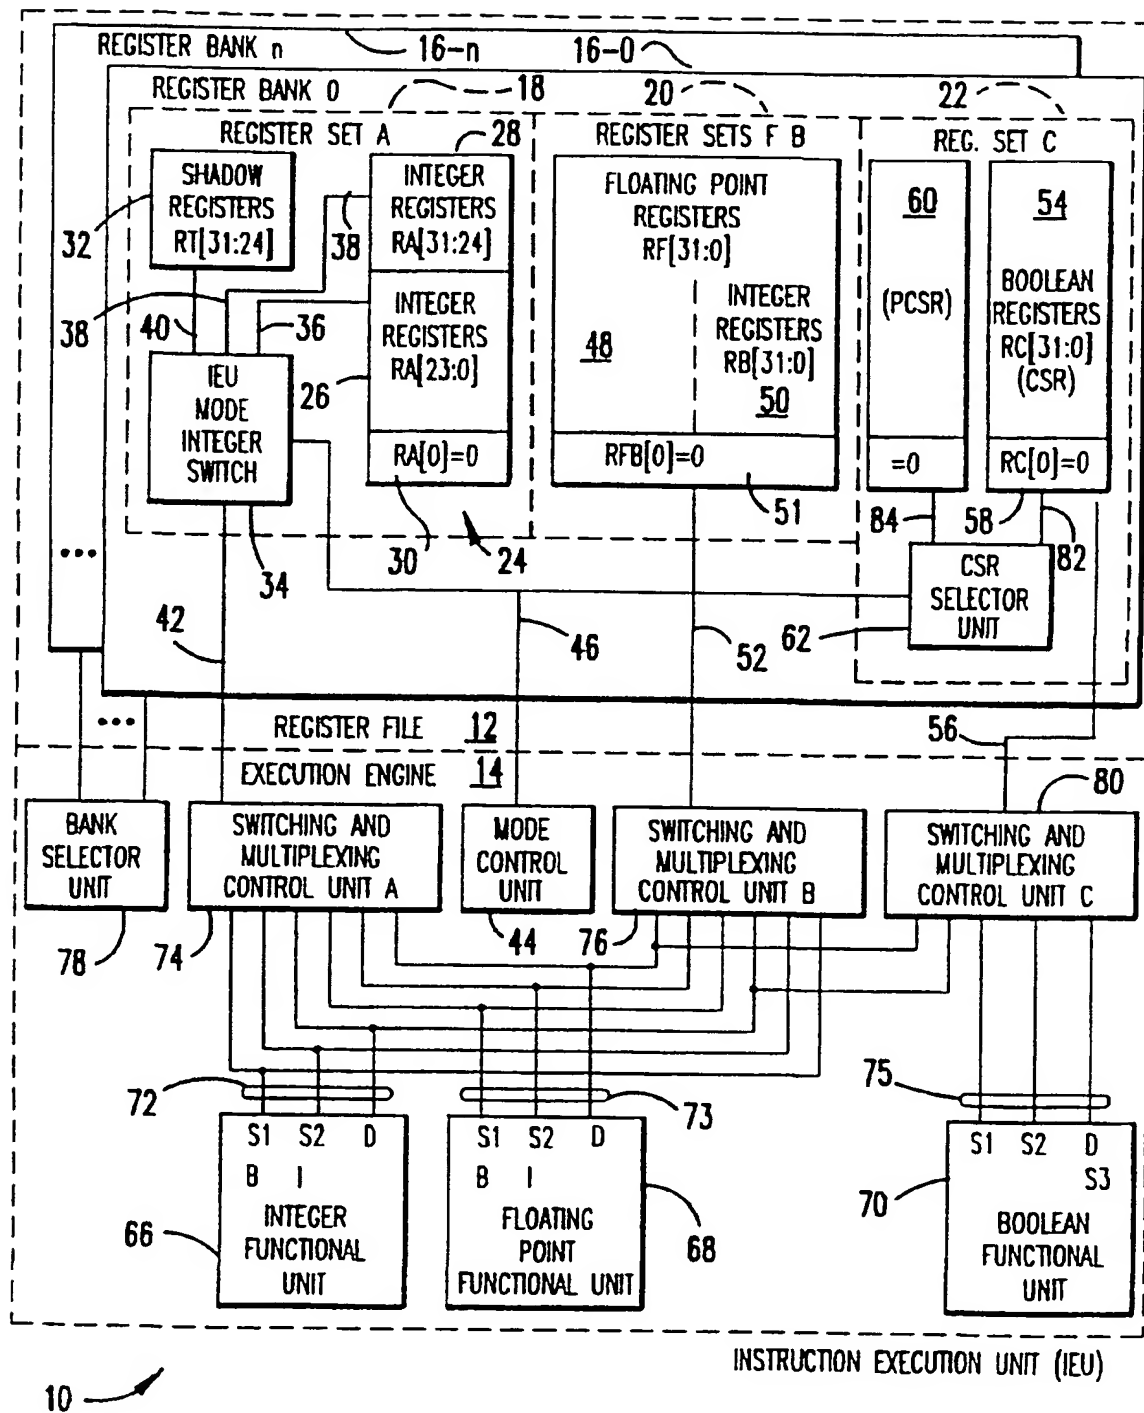 REGISTER BANK n
16-n
16-0
REGISTER BANK 0
18
20
22
REGISTER SET A
28
REGISTER SETS F B
REG. SET C
SHADOW
REGISTERS
RT[31:24]
32
38
INTEGER
REGISTERS
RA[31:24]
FLOATING POINT
REGISTERS
RF[31:0]
60
(PCSR)
54
BOOLEAN
REGISTERS
RC[31:0]
(CSR)
38
40
36
INTEGER
REGISTERS
RA[23:0]
26
48
INTEGER
REGISTERS
RB[31:0]
50
IEU
MODE
INTEGER
SWITCH
RA[0]=0
RFB[0]=0
=0
RC[0]=0
34
30
24
51
84
58
82
CSR
SELECTOR
UNIT
62
...
42
46
52
...
REGISTER FILE 12
56
EXECUTION ENGINE 14
80
BANK
SELECTOR
UNIT
SWITCHING AND
MULTIPLEXING
CONTROL UNIT A
MODE
CONTROL
UNIT
SWITCHING AND
MULTIPLEXING
CONTROL UNIT B
SWITCHING AND
MULTIPLEXING
CONTROL UNIT C
78
74
44
76
72
73
75
S1 S2 D
B I
INTEGER
FUNCTIONAL
UNIT
66
S1 S2 D
B I
FLOATING
POINT
FUNCTIONAL UNIT
68
70
S1 S2 D
S3
BOOLEAN
FUNCTIONAL
UNIT
INSTRUCTION EXECUTION UNIT (IEU)
10